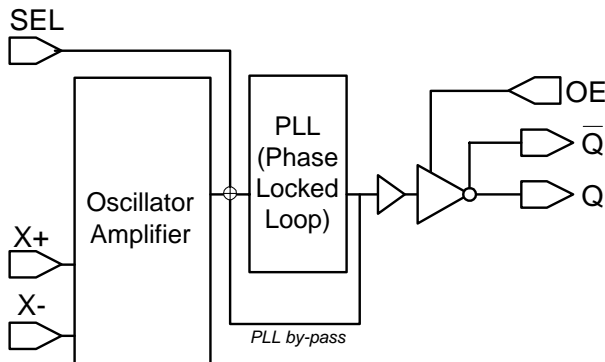 SEL
PLL
(Phase
Locked
Loop)
OE
Q̅
Q
Oscillator
Amplifier
X+
X-
PLL by-pass